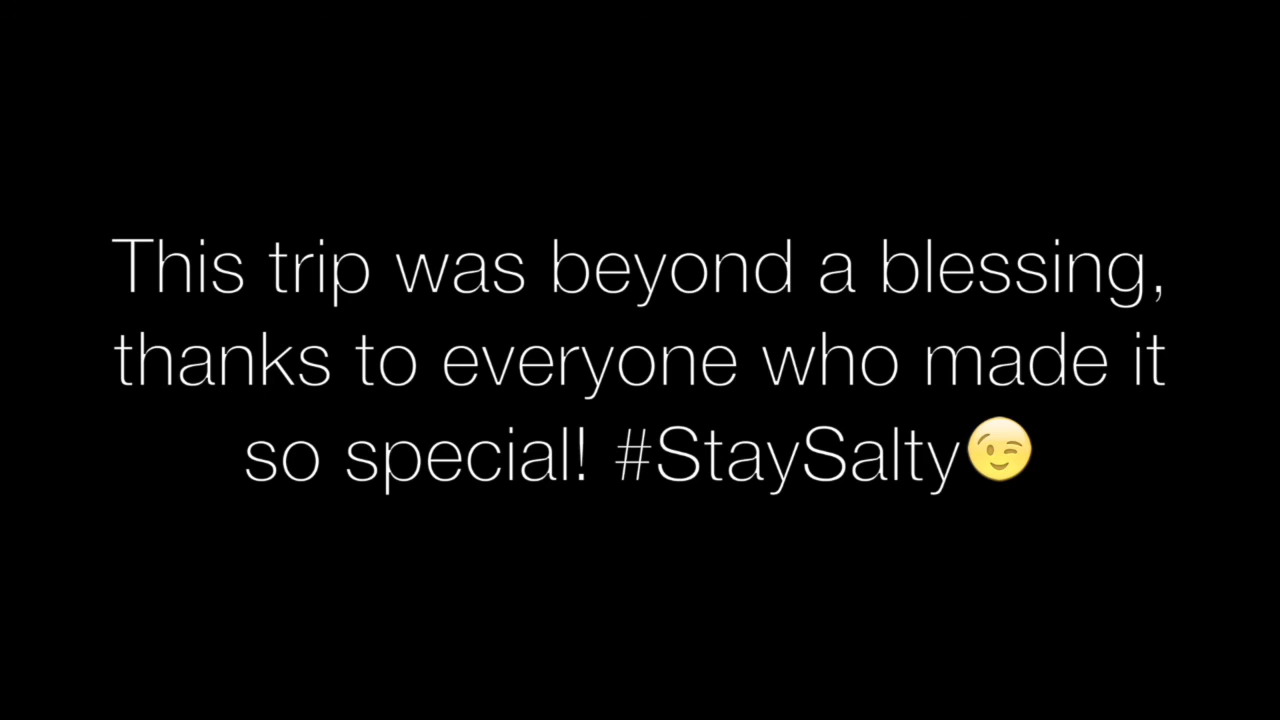 This trip was beyond a blessing,
thanks to everyone who made it
so special! #StaySalty😉